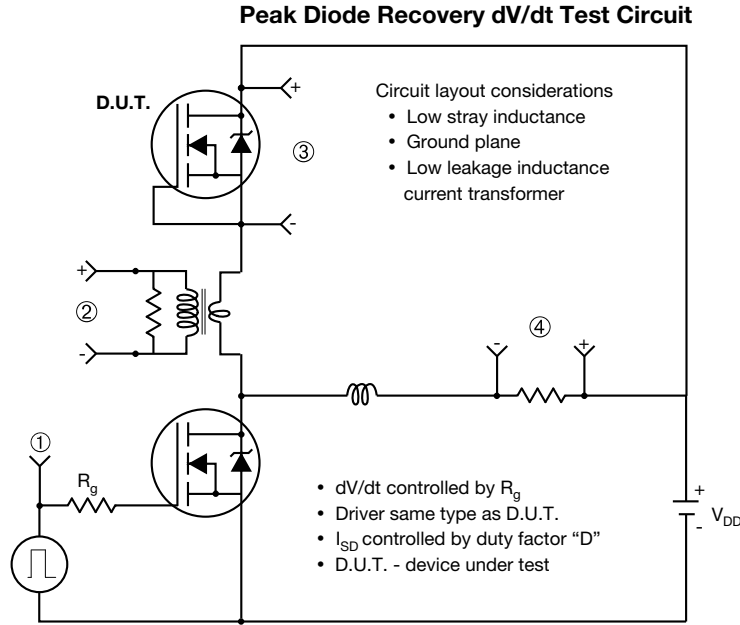 Peak Diode Recovery dV/dt Test Circuit
D.U.T.
+
-
③
Circuit layout considerations
• Low stray inductance
• Ground plane
• Low leakage inductance
current transformer
+
②
-
④
-
+
①
Rg
• dV/dt controlled by Rg
• Driver same type as D.U.T.
• ISD controlled by duty factor “D”
• D.U.T. - device under test
+
VDD
-